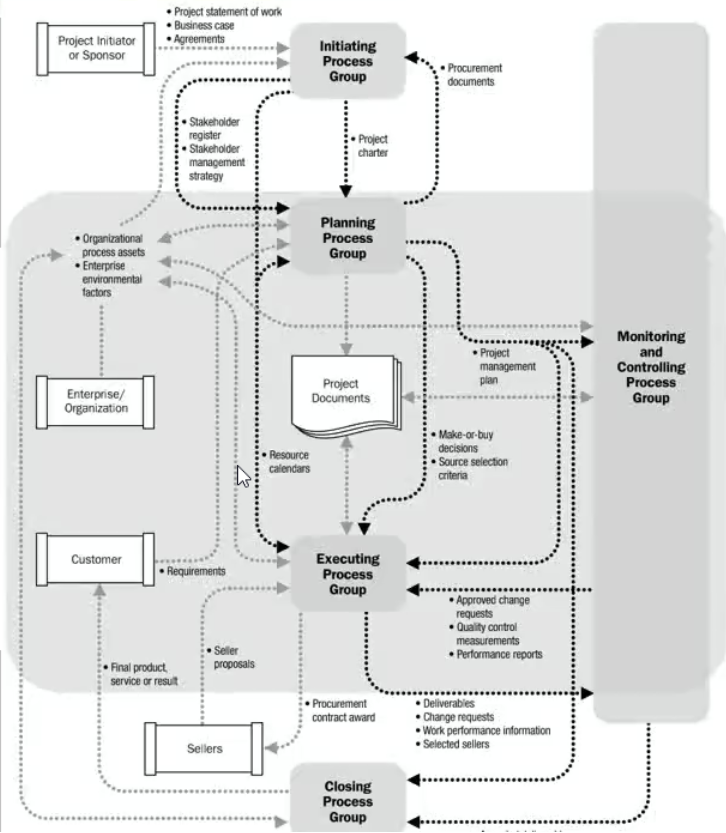 • Project statement of work
• Business case
• Agreements
Project Initiator
or Sponsor
Initiating
Process
Group
• Procurement
documents
• Stakeholder
register
• Stakeholder
management
strategy
• Project
charter
Planning
Process
Group
• Organizational
process assets
• Enterprise
environmental
factors
Monitoring
and
Controlling
Process
Group
• Project
management
plan
Project
Documents
Enterprise/
Organization
• Make-or-buy
decisions
• Source selection
criteria
• Resource
calendars
Customer
• Requirements
Executing
Process
Group
• Approved change
requests
• Quality control
measurements
• Performance reports
• Seller
proposals
• Final product,
service or result
• Procurement
contract award
• Deliverables
• Change requests
• Work performance information
• Selected sellers
Sellers
Closing
Process
Group